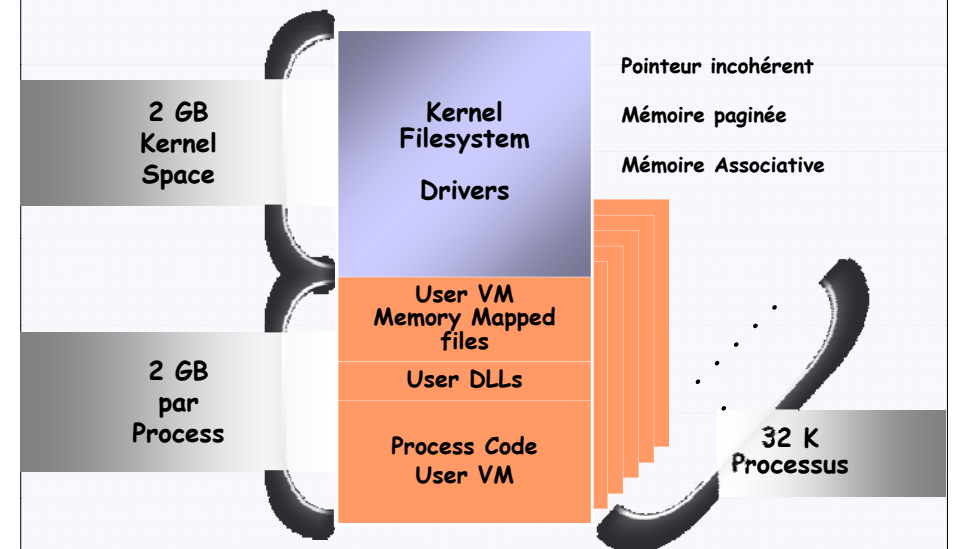 2 GB
Kernel
Space
Kernel
Filesystem
Drivers
Pointeur incohérent
Mémoire paginée
Mémoire Associative
User VM
Memory Mapped
files
User DLLs
2 GB
par
Process
Process Code
User VM
32 K
Processus